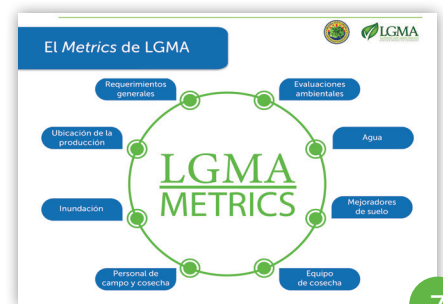 El Metrics de LGMA
LGMA
Requerimientos
generales
Evaluaciones
ambientales
Ubicación de la
producción
Agua
LGMA
METRICS
Inundación
Mejoradores
de suelo
Personal de
campo y cosecha
Equipo
de cosecha
7